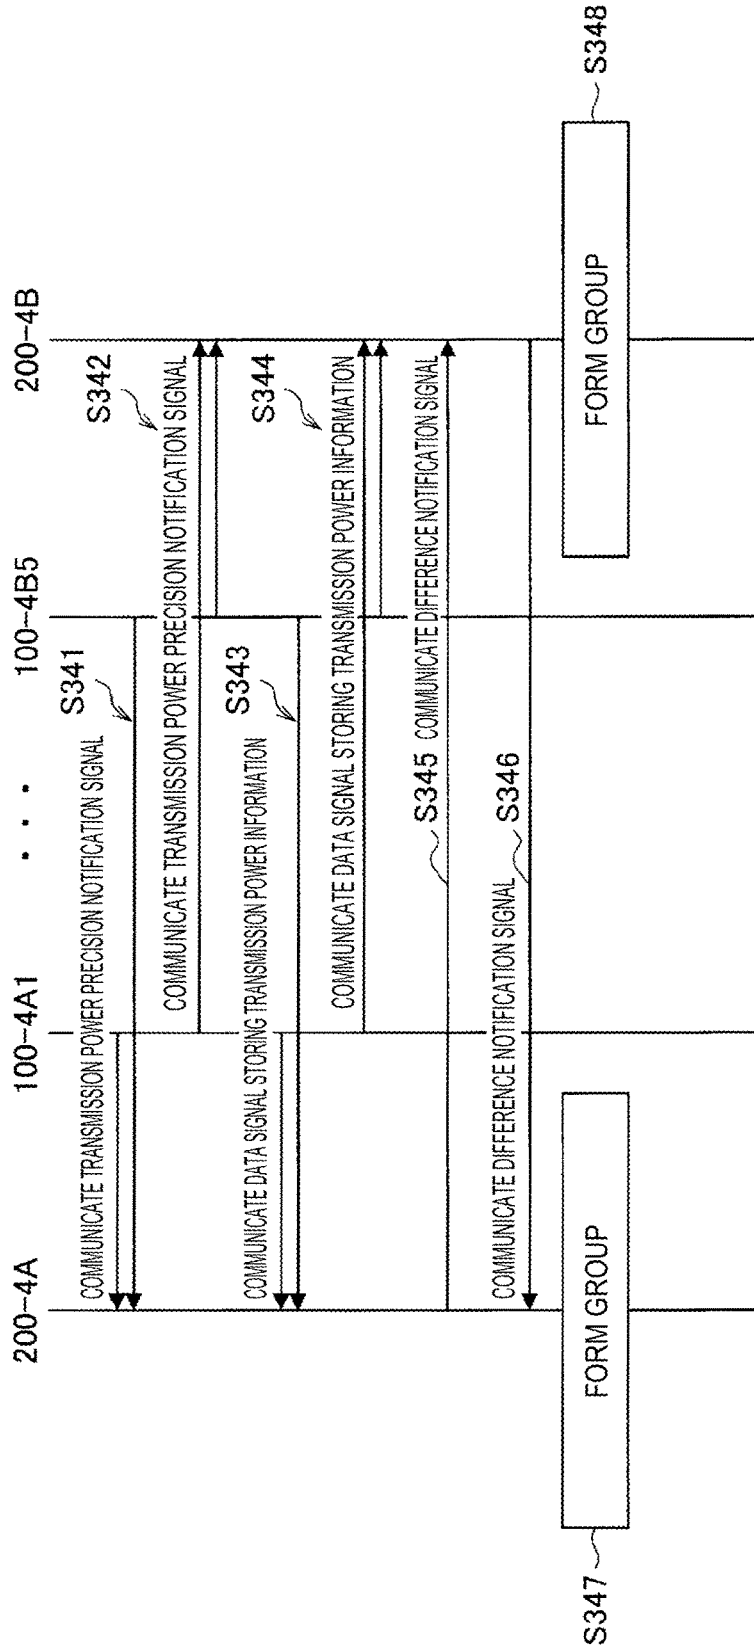 200-4A
100-4A1
. . .
100-4B5
200-4B
COMMUNICATE TRANSMISSION POWER PRECISION NOTIFICATION SIGNAL
S341
COMMUNICATE TRANSMISSION POWER PRECISION NOTIFICATION SIGNAL
S342
COMMUNICATE DATA SIGNAL STORING TRANSMISSION POWER INFORMATION
S343
COMMUNICATE DATA SIGNAL STORING TRANSMISSION POWER INFORMATION
S344
S345
COMMUNICATE DIFFERENCE NOTIFICATION SIGNAL
COMMUNICATE DIFFERENCE NOTIFICATION SIGNAL
S346
S347
FORM GROUP
FORM GROUP
S348